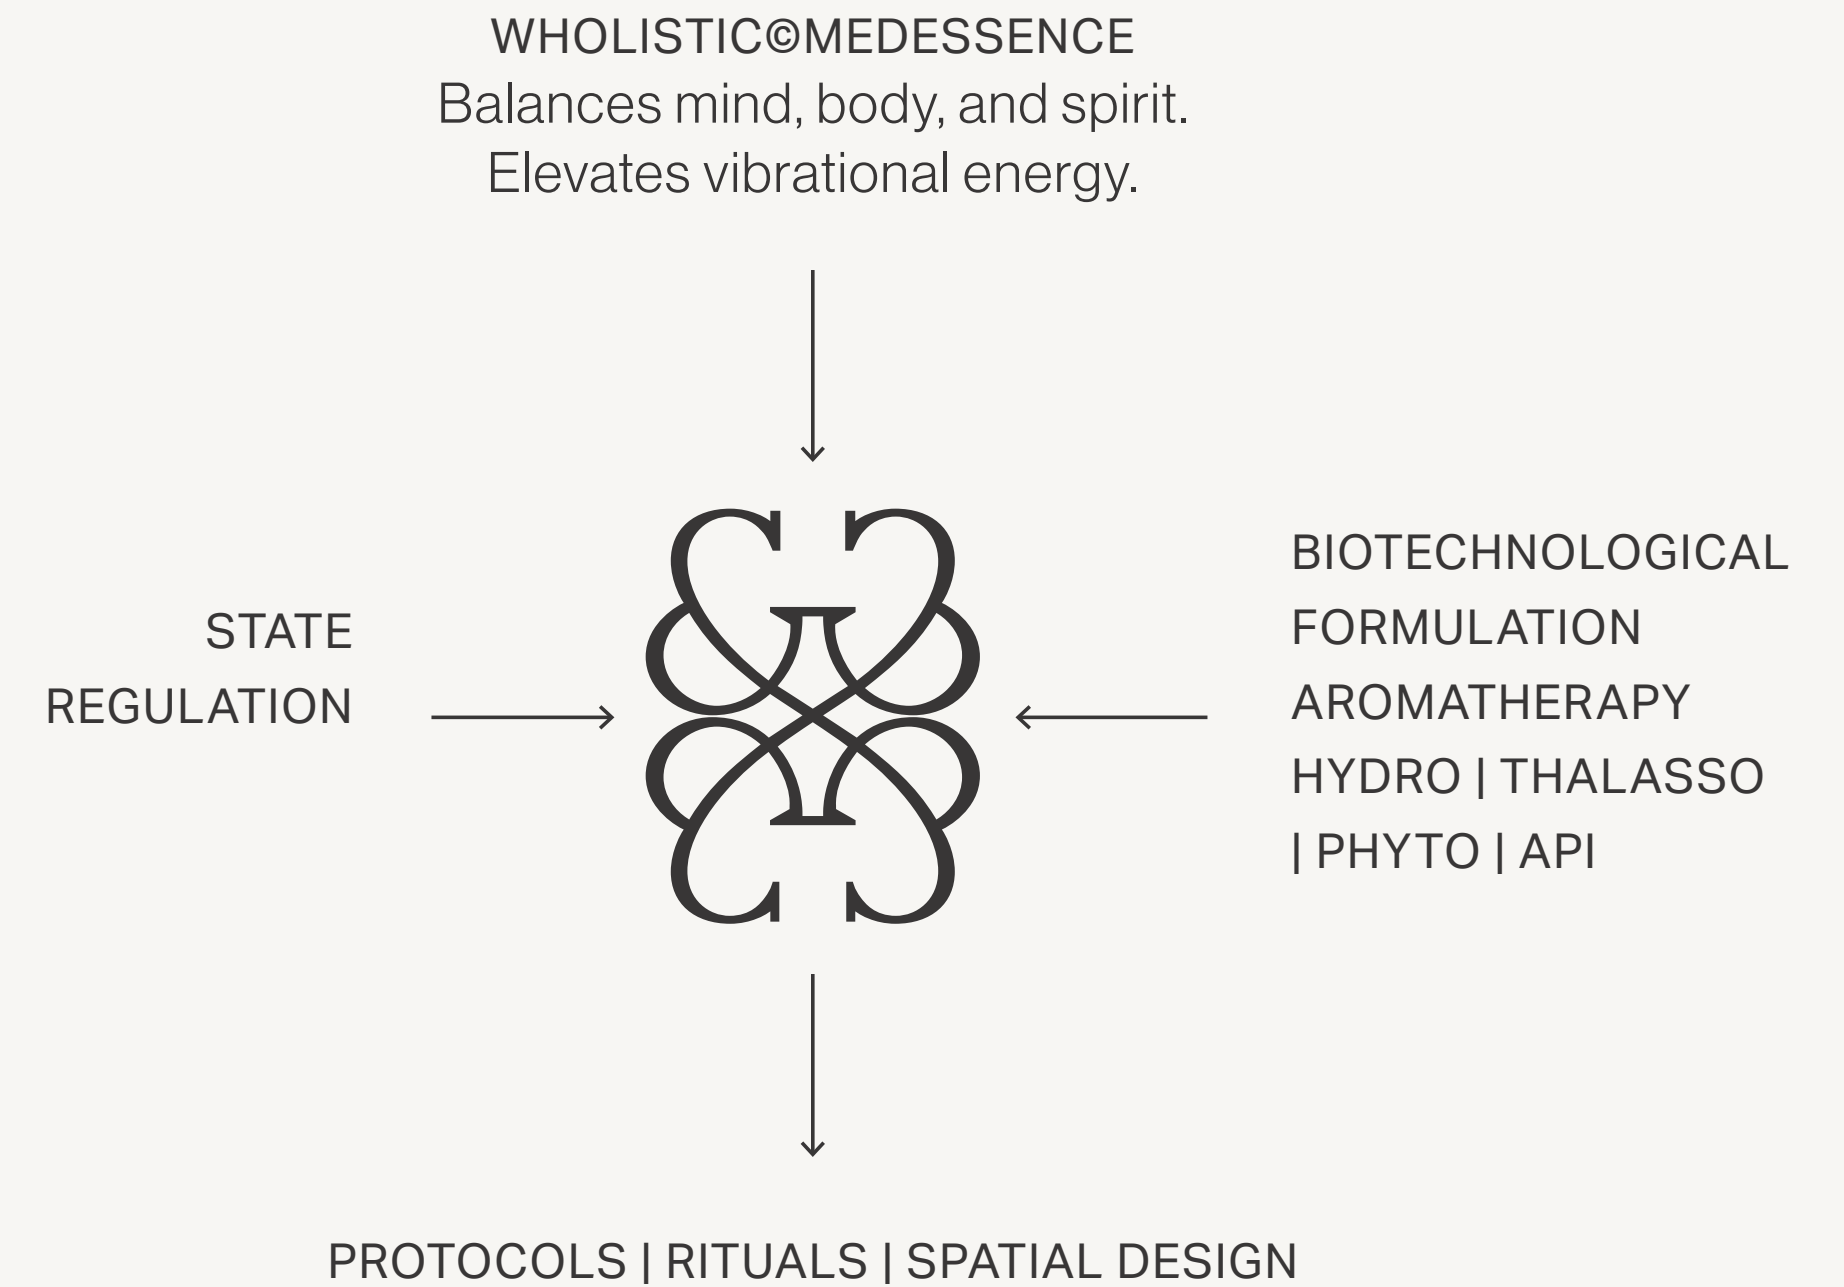 WHOLISTIC©MEDESSENCE
Balances mind, body, and spirit.
Elevates vibrational energy.
STATE
REGULATION
BIOTECHNOLOGICAL
FORMULATION
AROMATHERAPY
HYDRO | THALASSO
| PHYTO | API
PROTOCOLS | RITUALS | SPATIAL DESIGN